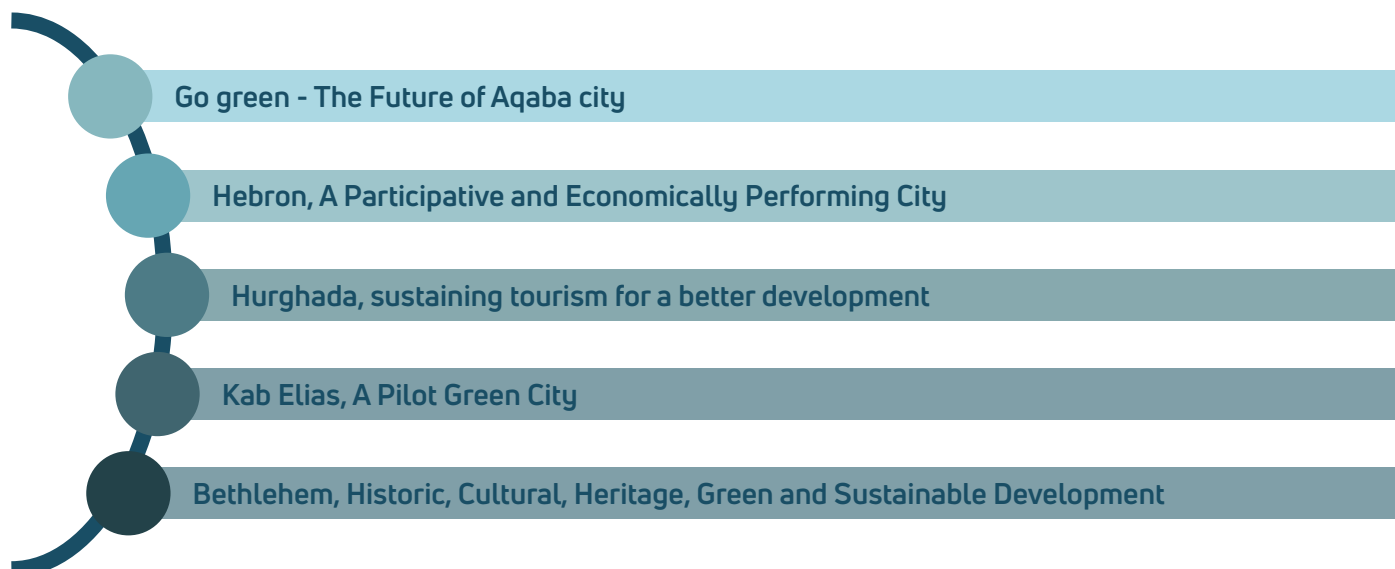 Go green - The Future of Aqaba city
Hebron, A Participative and Economically Performing City
Hurghada, sustaining tourism for a better development
Kab Elias, A Pilot Green City
Bethlehem, Historic, Cultural, Heritage, Green and Sustainable Development